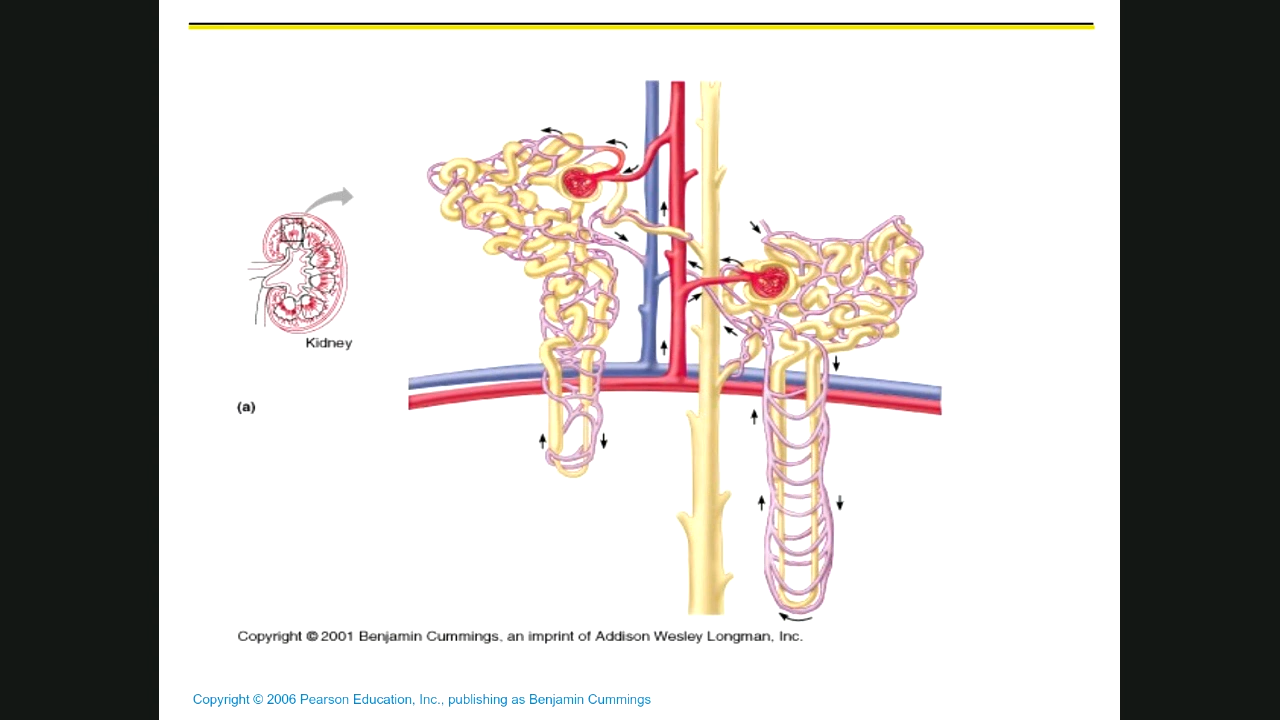 Kidney
(a)
Copyright © 2001 Benjamin Cummings, an imprint of Addison Wesley Longman, Inc.
Copyright © 2006 Pearson Education, Inc., publishing as Benjamin Cummings